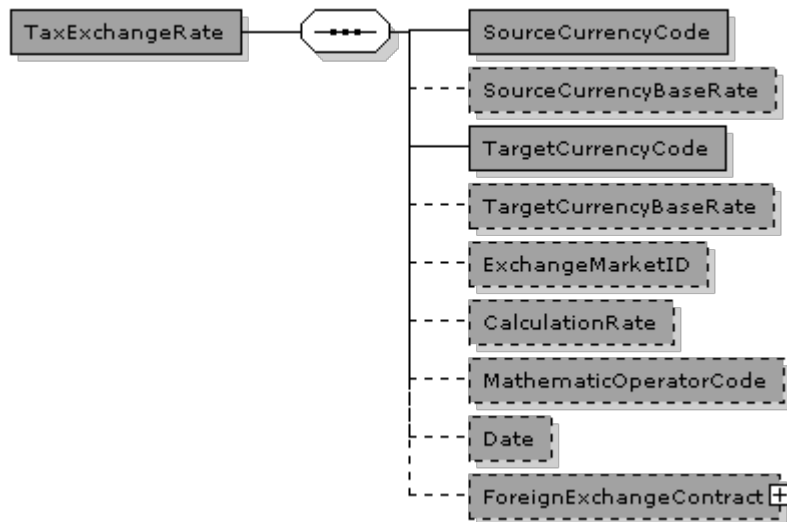 TaxExchangeRate
SourceCurrencyCode
SourceCurrencyBaseRate
TargetCurrencyCode
TargetCurrencyBaseRate
ExchangeMarketID
CalculationRate
MathematicOperatorCode
Date
ForeignExchangeContract